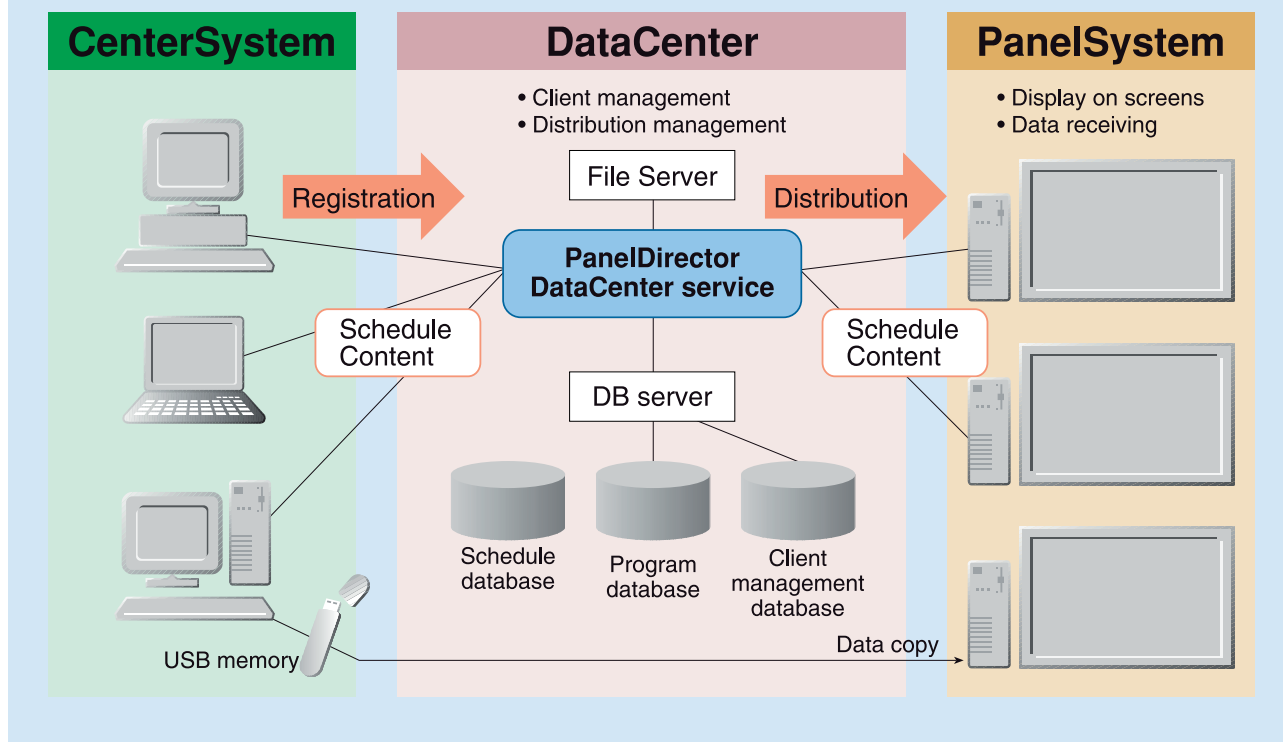 CenterSystem
DataCenter
PanelSystem
• Client management
• Distribution management
• Display on screens
• Data receiving
File Server
Registration
Distribution
PanelDirector
DataCenter service
Schedule
Content
Schedule
Content
DB server
Schedule
database
Program
database
Client
management
database
USB memory
Data copy